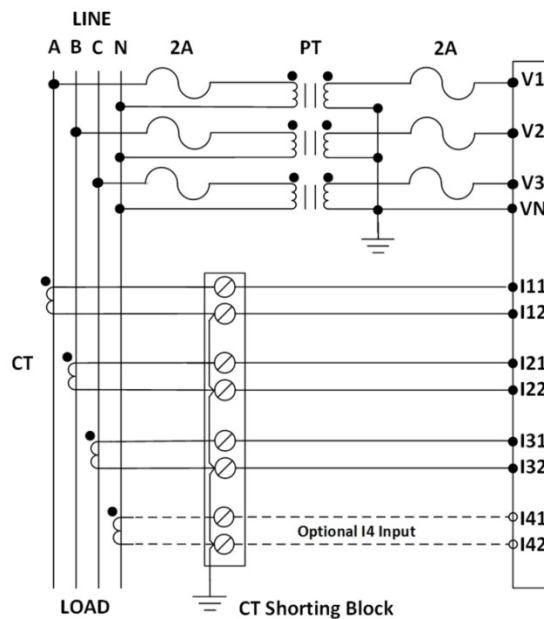 LINE
A B C N 2A PT 2A
V1
V2
V3
VN
I11
I12
CT
I21
I22
I31
I32
I41
Optional I4 Input
I42
LOAD
CT Shorting Block